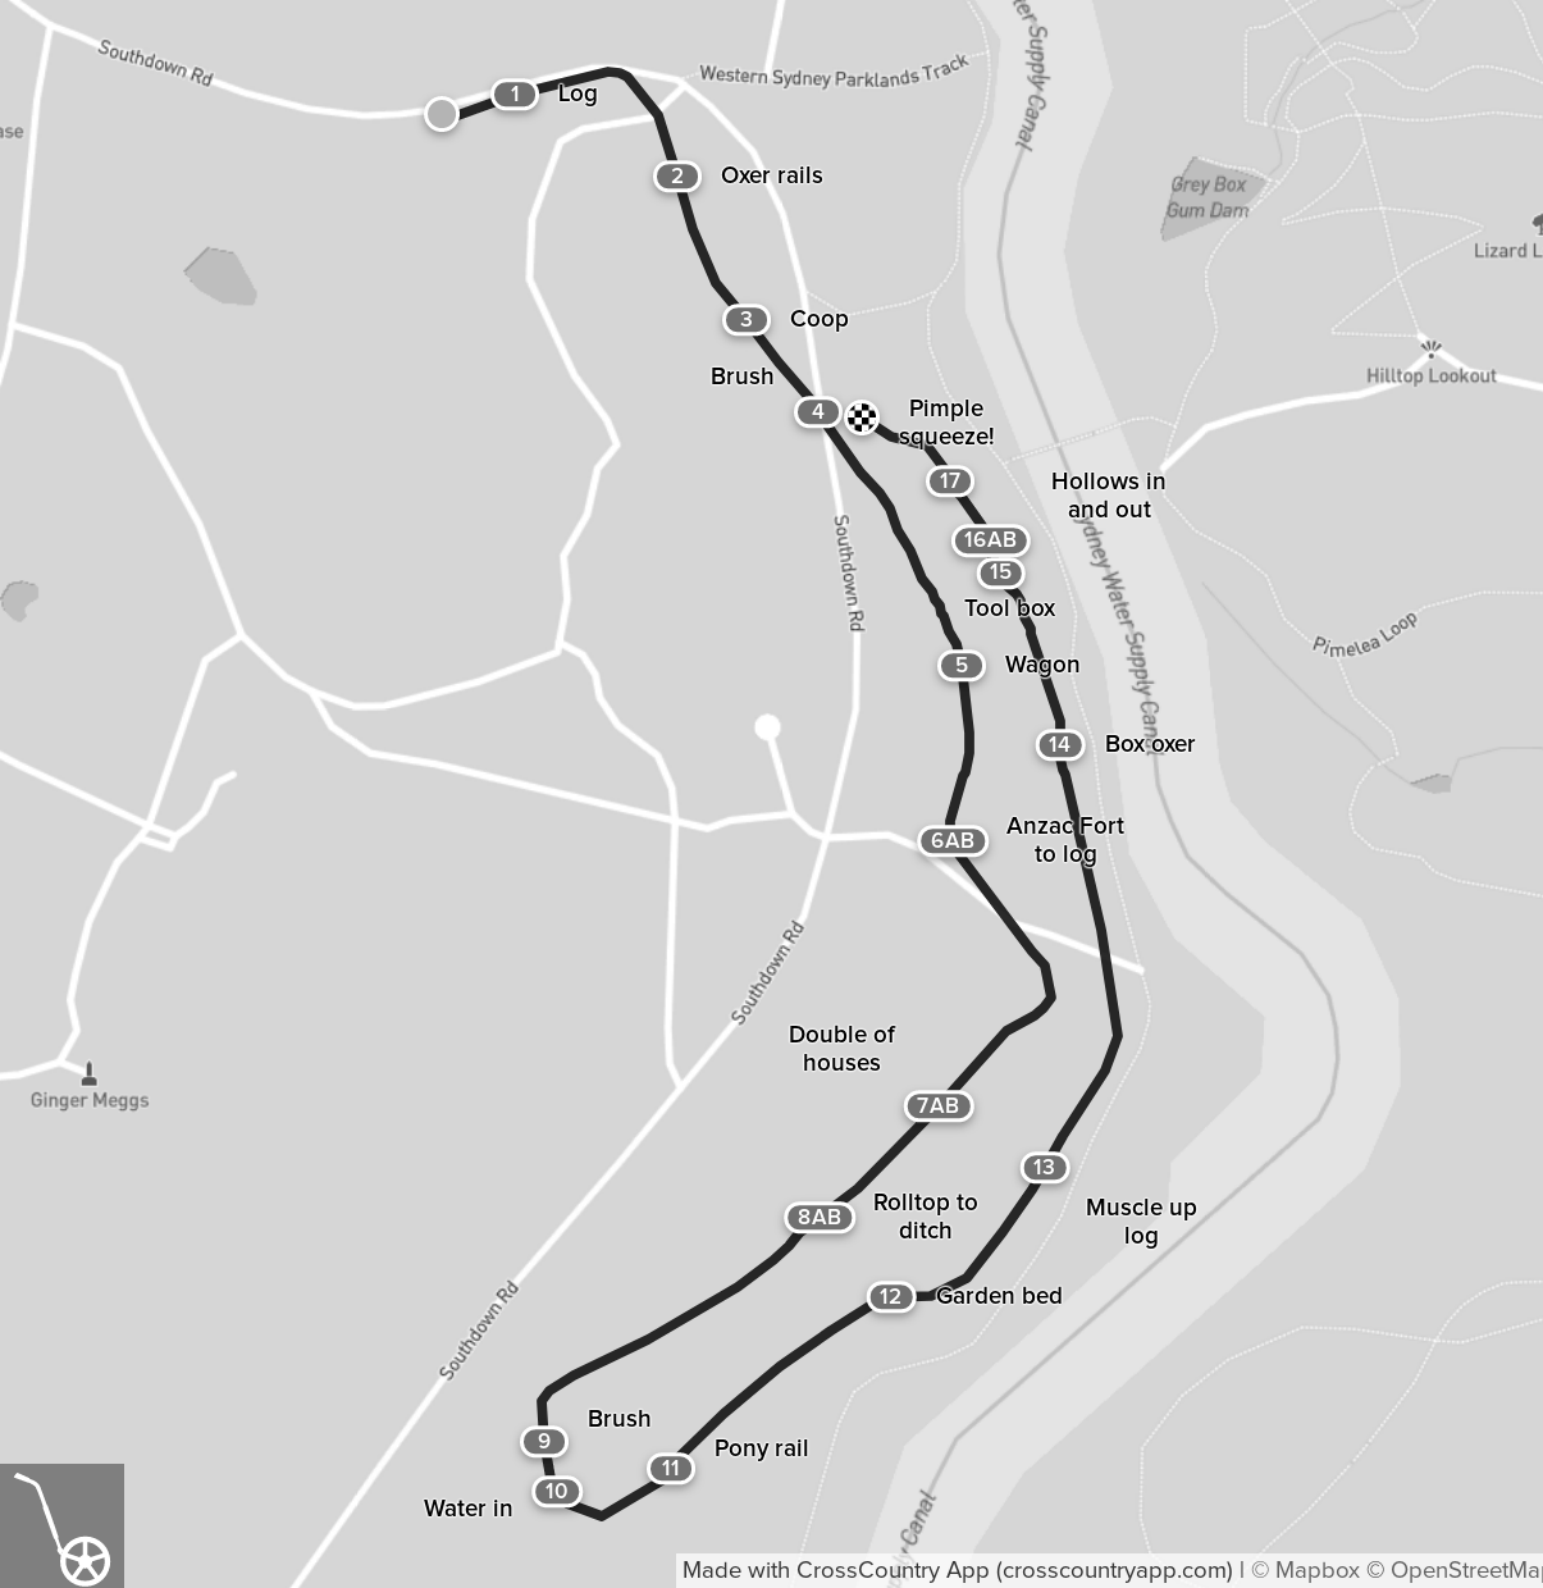 Southdown Rd
1 Log
Western Sydney Parklands Track
Supply Canal
2 Oxer rails
Grey Box
Gum Dam
Lizard L
3 Coop
Brush
4
Hilltop Lookout
Pimple
squeeze!
17
Hollows in
and out
16AB
15
Tool box
Southdown Rd
Sydney Water Supply Canal
Pimelea Loop
5 Wagon
14 Box oxer
6AB
Anzac Fort
to log
Southdown Rd
Double of
houses
7AB
Ginger Meggs
13
Muscle up
log
8AB
Rolltop to
ditch
12 Garden bed
Southdown Rd
Brush
9
Pony rail
11
10
Water in
Canal
Made with CrossCountry App (crosscountryapp.com) | © Mapbox © OpenStreetMap